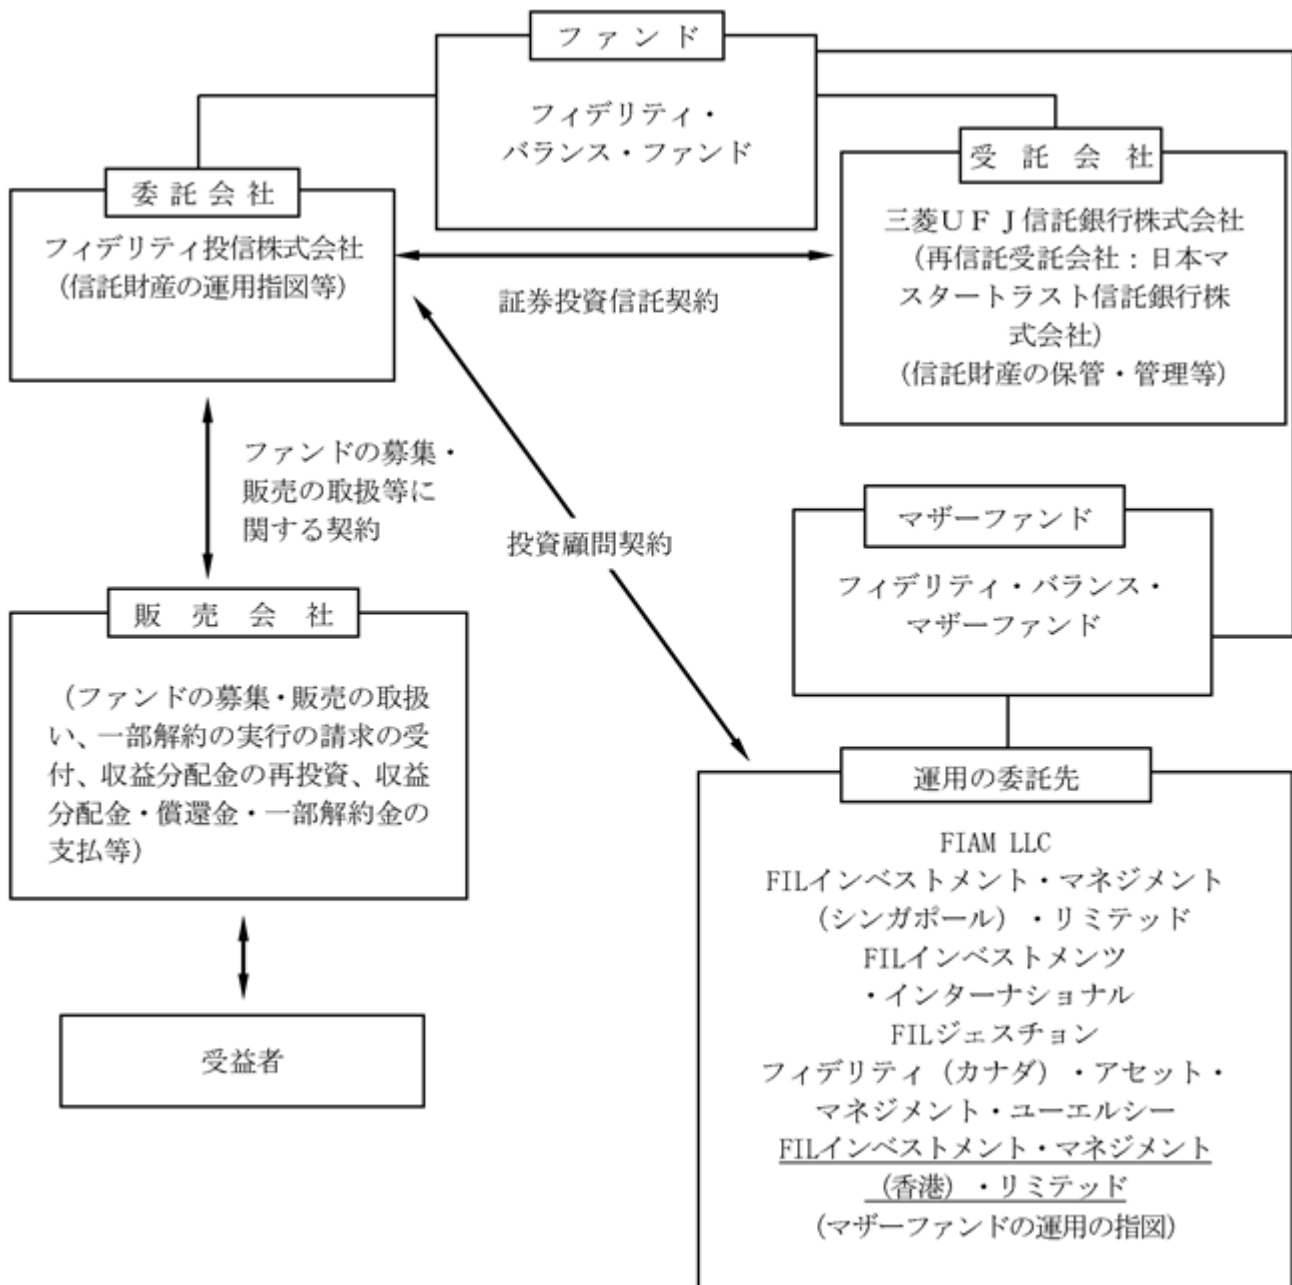 ファンド
フィデリティ・
バランス・ファンド
委託会社
フィデリティ投信株式会社
(信託財産の運用指図等)
受託会社
三菱ＵＦＪ信託銀行株式会社
(再信託受託会社：日本マ
スタートラスト信託銀行株
式会社)
(信託財産の保管・管理等)
証券投資信託契約
ファンドの募集・
販売の取扱等に
関する契約
投資顧問契約
マザーファンド
フィデリティ・バランス・
マザーファンド
販売会社
（ファンドの募集・販売の取扱
い、一部解約の実行の請求の受
付、収益分配金の再投資、収益
分配金・償還金・一部解約金の
支払等）
受益者
運用の委託先
FIAM LLC
FILインベストメント・マネジメント
（シンガポール）・リミテッド
FILインベストメンツ
・インターナショナル
FILジェスチョン
フィデリティ（カナダ）・アセット・
マネジメント・ユーエルシー
FILインベストメント・マネジメント
(香港）・リミテッド
(マザーファンドの運用の指図)